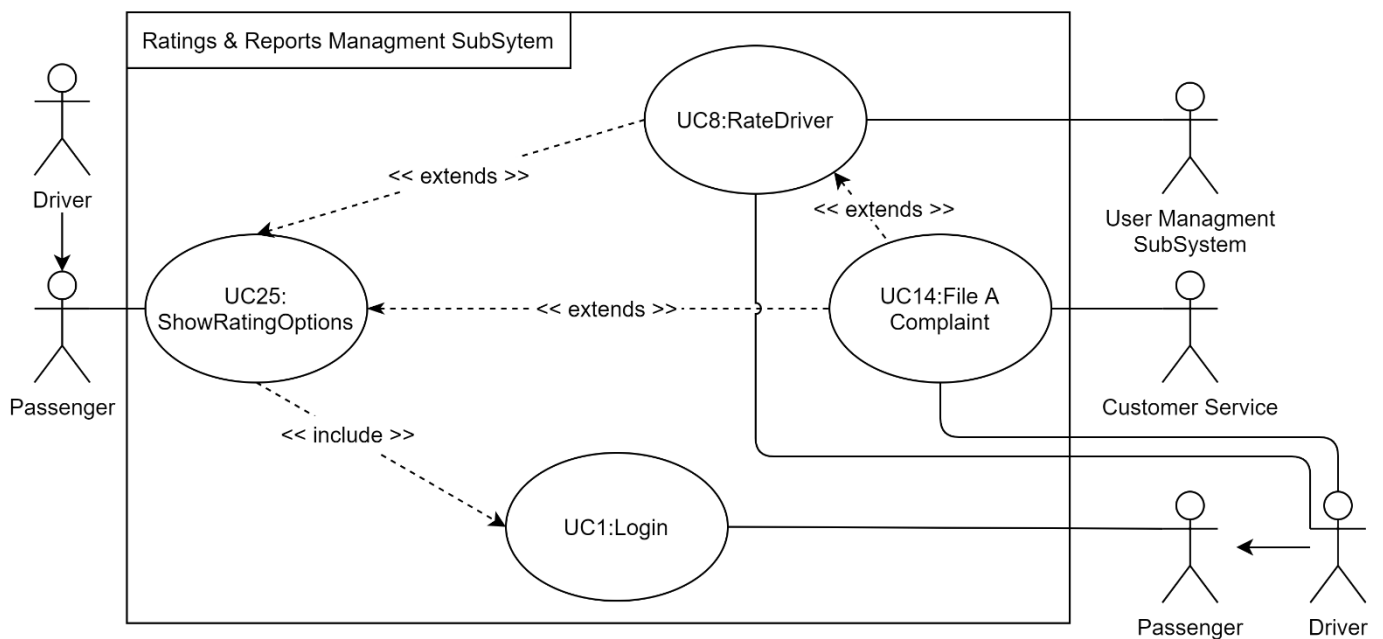 Ratings & Reports Managment SubSytem
Driver
Passenger
UC25:
ShowRatingOptions
<< extends >>
UC8:RateDriver
<< extends >>
<< extends >>
UC14:File A
Complaint
<< include >>
UC1:Login
User Managment
SubSystem
Customer Service
Passenger
Driver